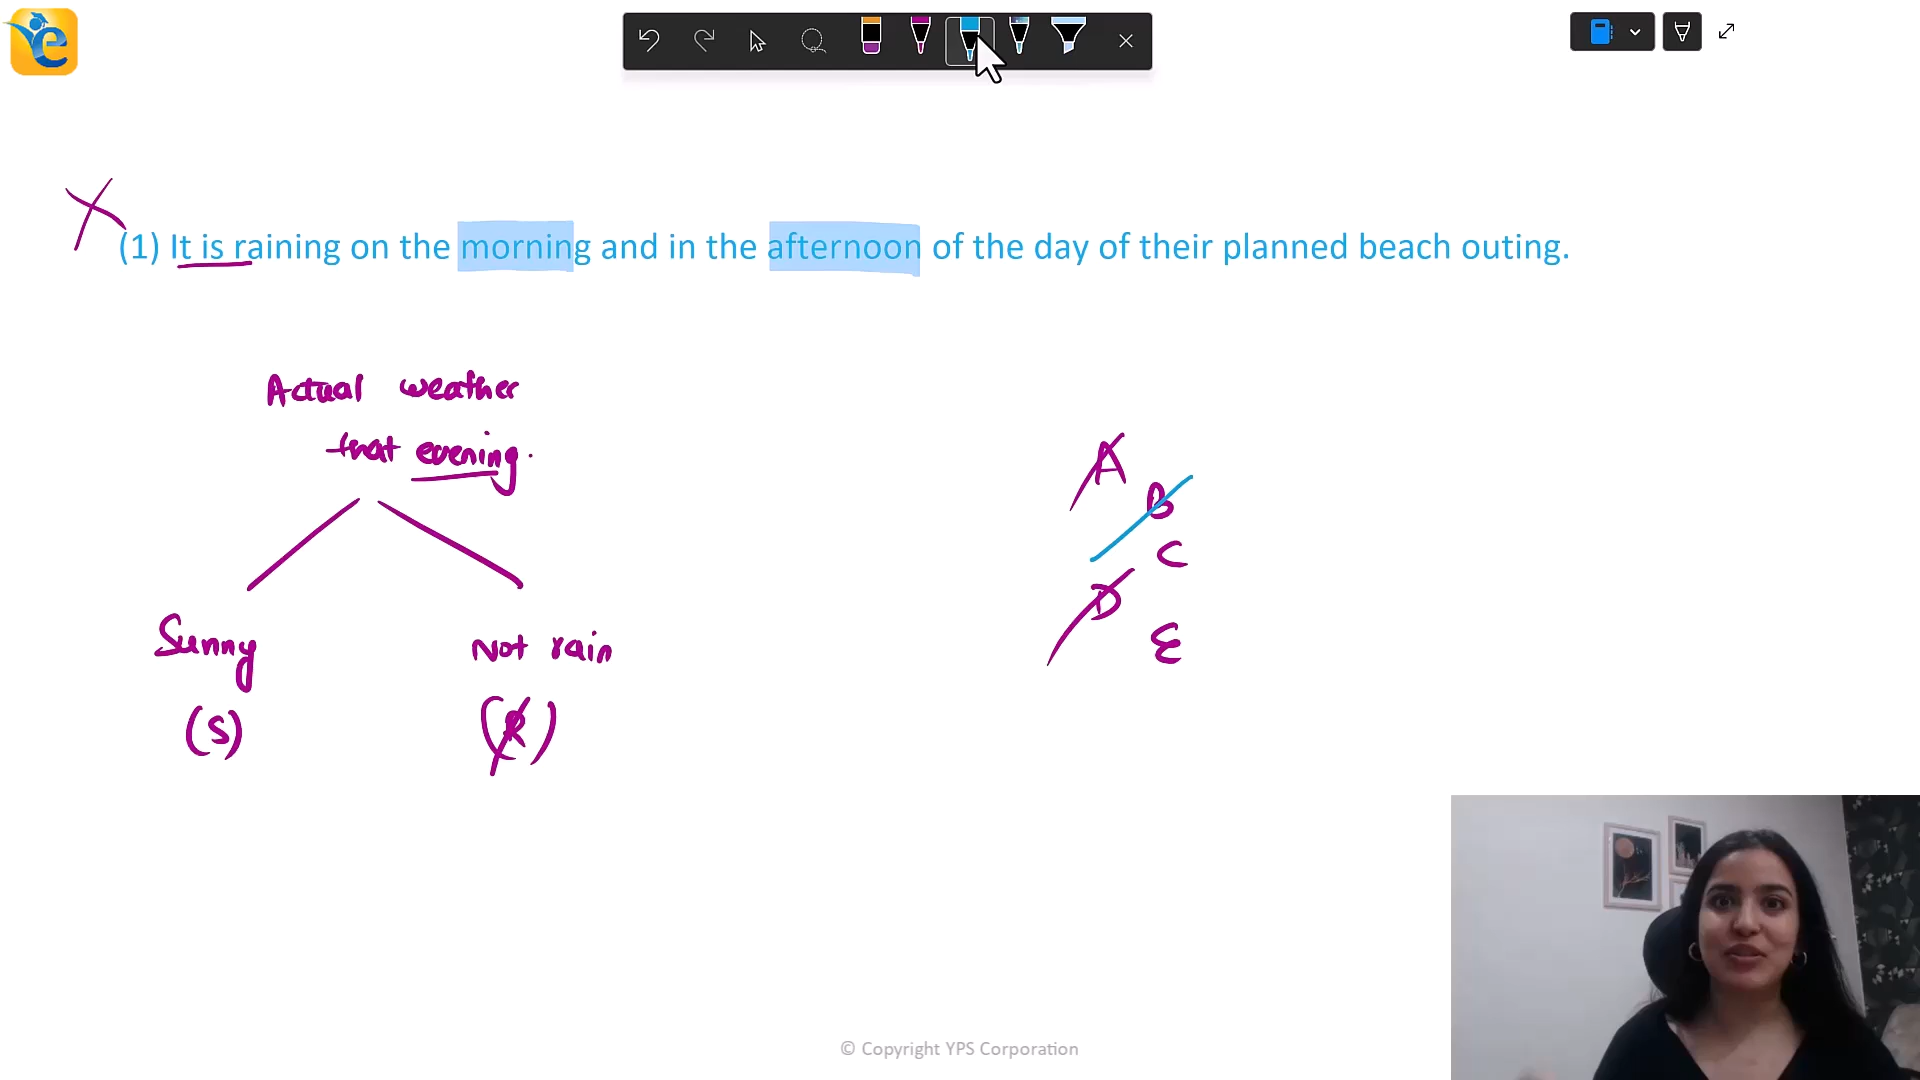 e
(1) It is raining on the morning and in the afternoon of the day of their planned beach outing.
Actual weather
that evening.
A
B
C
D
E
Sunny
Not rain
(S)
(R)
© Copyright YPS Corporation